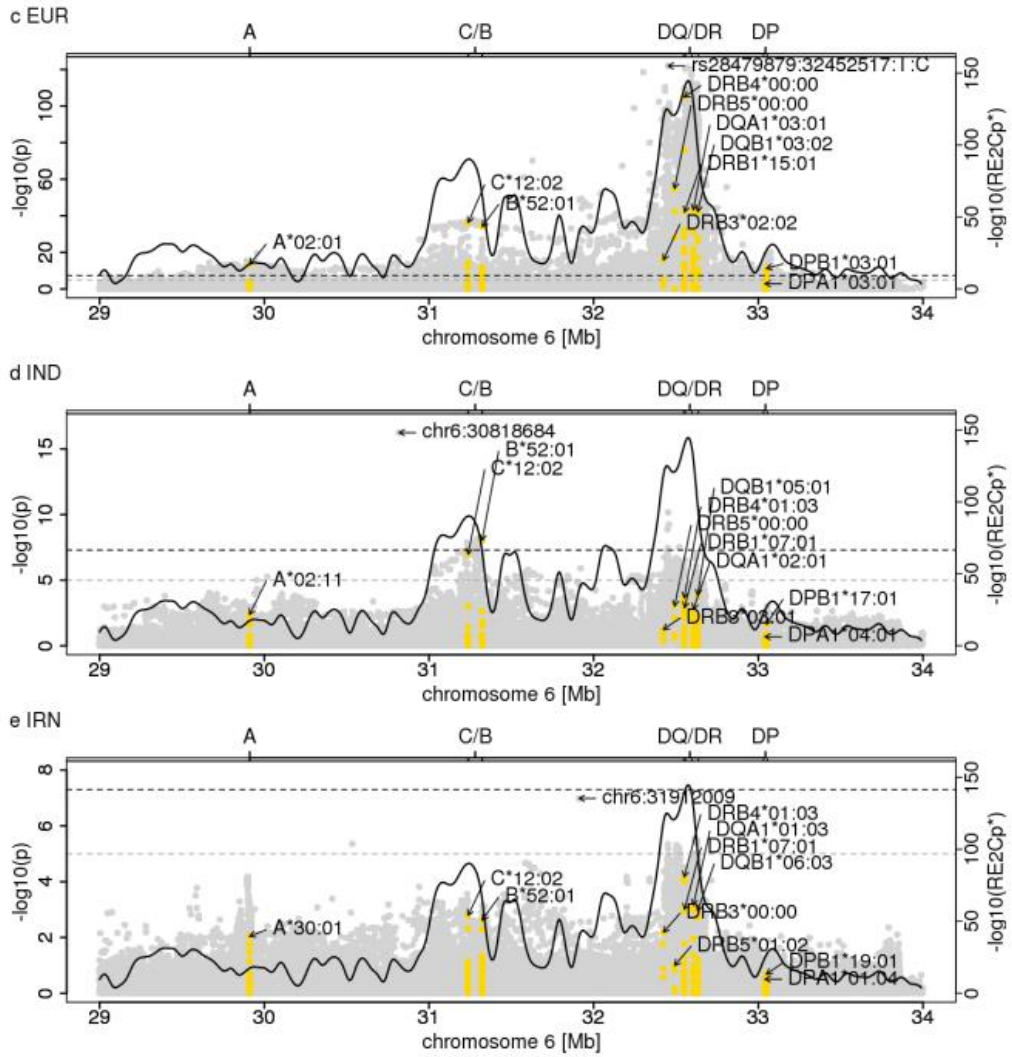 c EUR
A C/B DQ/DR DP
rs28479879:32452517:T:C
DRB4*00:00
DRB5*00:00
DQA1*03:01
DQB1*03:02
DRB1*15:01
C*12:02
B*52:01
DRB3*02:02
A*02:01
DPB1*03:01
DPA1*03:01
-log10(p)
0 20 60 100
-log10(RE2Cp*)
0 50 100 150
29 30 31 32 33 34
chromosome 6 [Mb]
d IND
A C/B DQ/DR DP
chr6:30818684
B*52:01
C*12:02
DQB1*05:01
DRB4*01:03
DRB5*00:00
DRB1*07:01
DQA1*02:01
A*02:11
DPB1*17:01
DRB3*03:01
DPA1*04:01
-log10(p)
0 5 10 15
-log10(RE2Cp*)
0 50 100 150
29 30 31 32 33 34
chromosome 6 [Mb]
e IRN
A C/B DQ/DR DP
chr6:31912009
DRB4*01:03
DQA1*01:03
DRB1*07:01
DQB1*06:03
C*12:02
B*52:01
DRB3*00:00
A*30:01
DRB5*01:02
DPB1*19:01
DPA1*01:04
-log10(p)
0 2 4 6 8
-log10(RE2Cp*)
0 50 100 150
29 30 31 32 33 34
chromosome 6 [Mb]